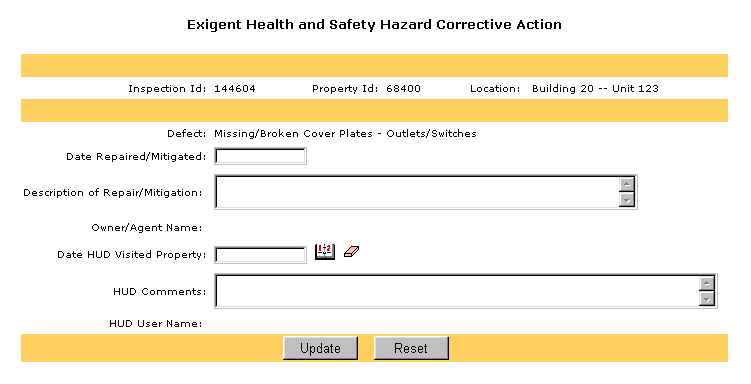 Exigent Health and Safety Hazard Corrective Action
Inspection Id: 144604 Property Id: 68400 Location: Building 20 -- Unit 123
Defect: Missing/Broken Cover Plates - Outlets/Switches
Date Repaired/Mitigated:
Description of Repair/Mitigation:
Owner/Agent Name:
Date HUD Visited Property:
HUD Comments:
HUD User Name:
Update Reset